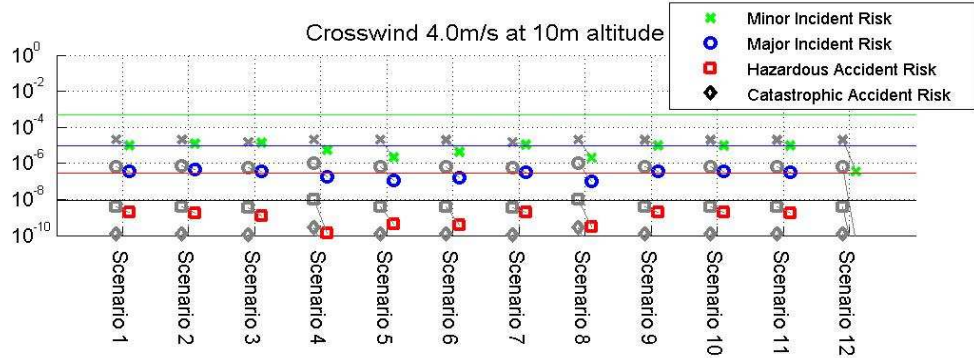 Crosswind 4.0m/s at 10m altitude
Minor Incident Risk
Major Incident Risk
Hazardous Accident Risk
Catastrophic Accident Risk
10^0
10^-2
10^-4
10^-6
10^-8
10^-10
Scenario 1
Scenario 2
Scenario 3
Scenario 4
Scenario 5
Scenario 6
Scenario 7
Scenario 8
Scenario 9
Scenario 10
Scenario 11
Scenario 12